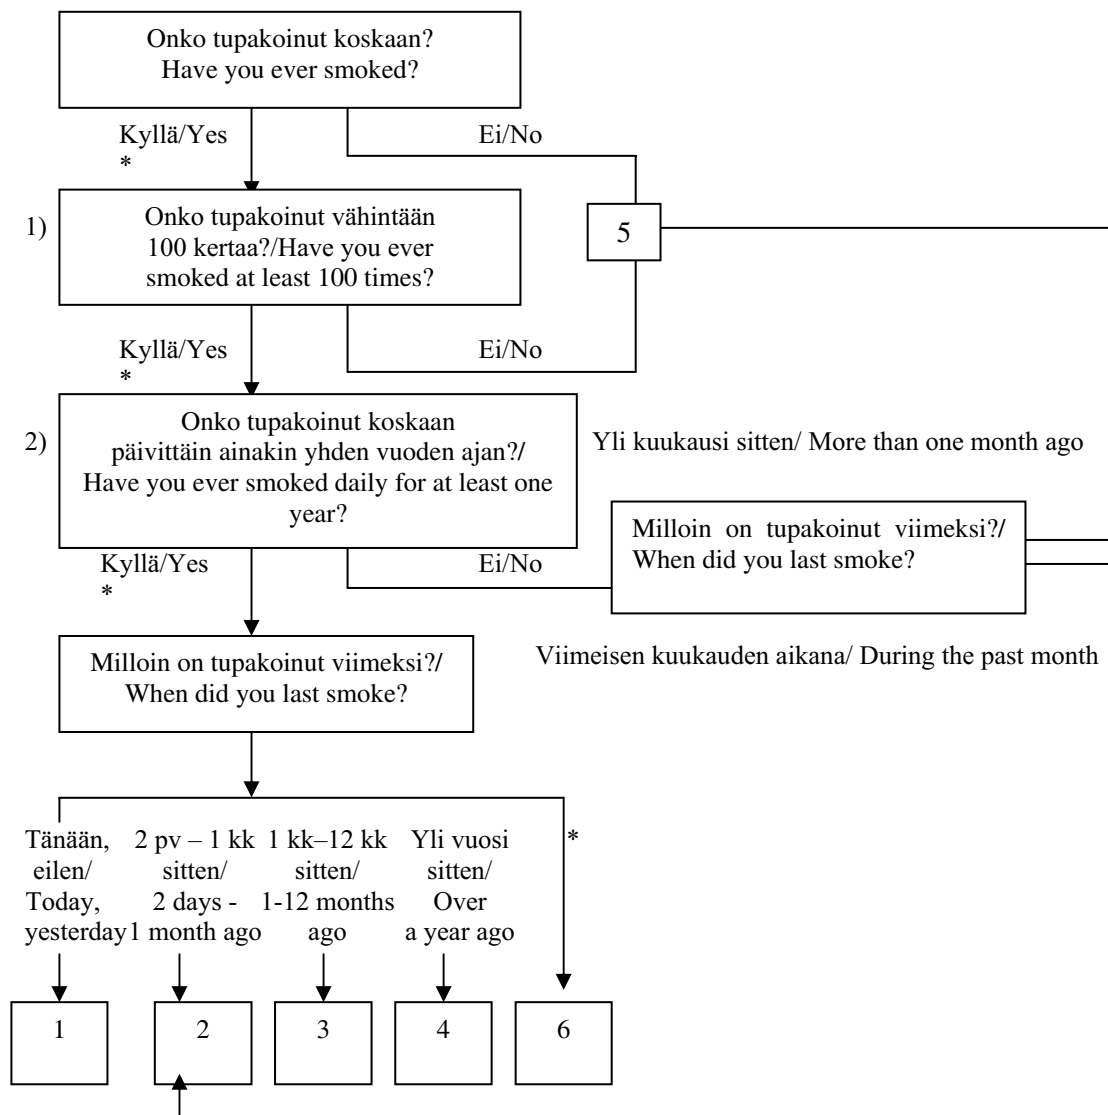 Onko tupakoinut koskaan?
Have you ever smoked?
Kyllä/Yes
*
Ei/No
1)
Onko tupakoinut vähintään
100 kertaa?/Have you ever
smoked at least 100 times?
5
Kyllä/Yes
*
Ei/No
2)
Onko tupakoinut koskaan
päivittäin ainakin yhden vuoden ajan?/
Have you ever smoked daily for at least one
year?
Yli kuukausi sitten/ More than one month ago
Milloin on tupakoinut viimeksi?/
When did you last smoke?
Kyllä/Yes
*
Ei/No
Viimeisen kuukauden aikana/ During the past month
Milloin on tupakoinut viimeksi?/
When did you last smoke?
Tänään,
eilen/
Today,
yesterday
2 pv – 1 kk
sitten/
2 days -
1 month ago
1 kk–12 kk
sitten/
1-12 months
ago
Yli vuosi
sitten/
Over
a year ago
*
1
2
3
4
6